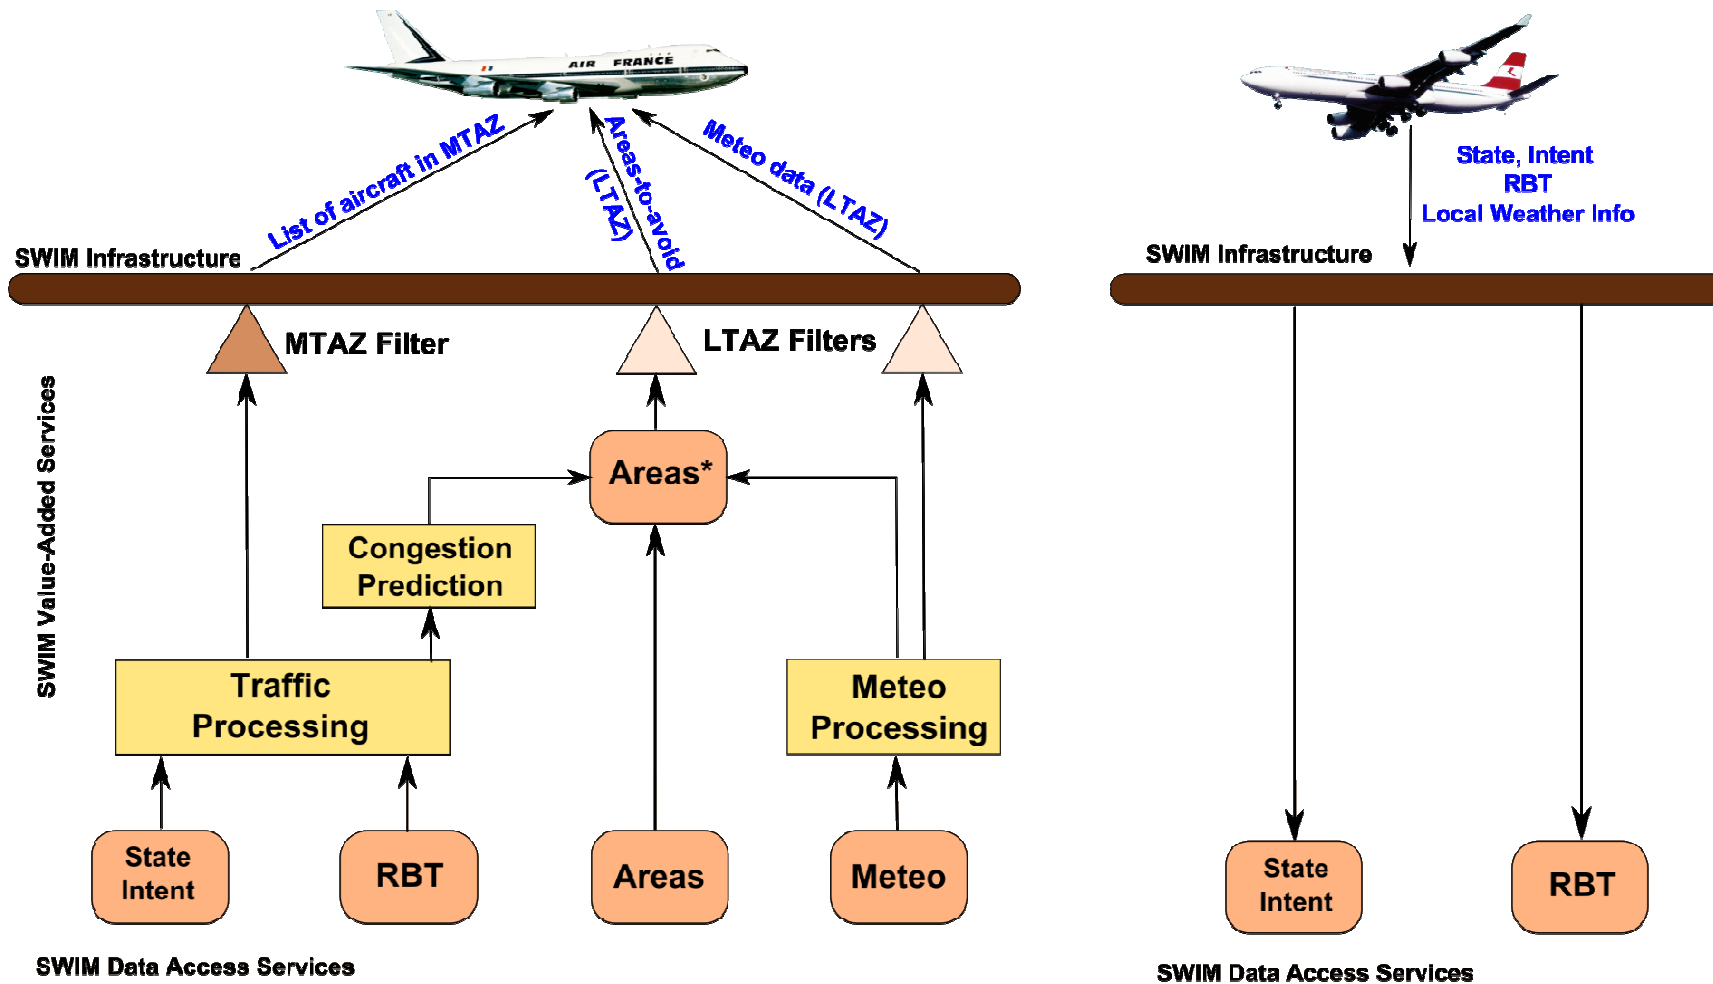 AIR FRANCE
List of aircraft in MTAZ
Areas-to-avoid
(LTAZ)
Meteo data (LTAZ)
State, Intent
RBT
Local Weather Info
SWIM Infrastructure
SWIM Infrastructure
MTAZ Filter
LTAZ Filters
SWIM Value-Added Services
Areas*
Congestion
Prediction
Traffic
Processing
Meteo
Processing
State
Intent
RBT
Areas
Meteo
State
Intent
RBT
SWIM Data Access Services
SWIM Data Access Services